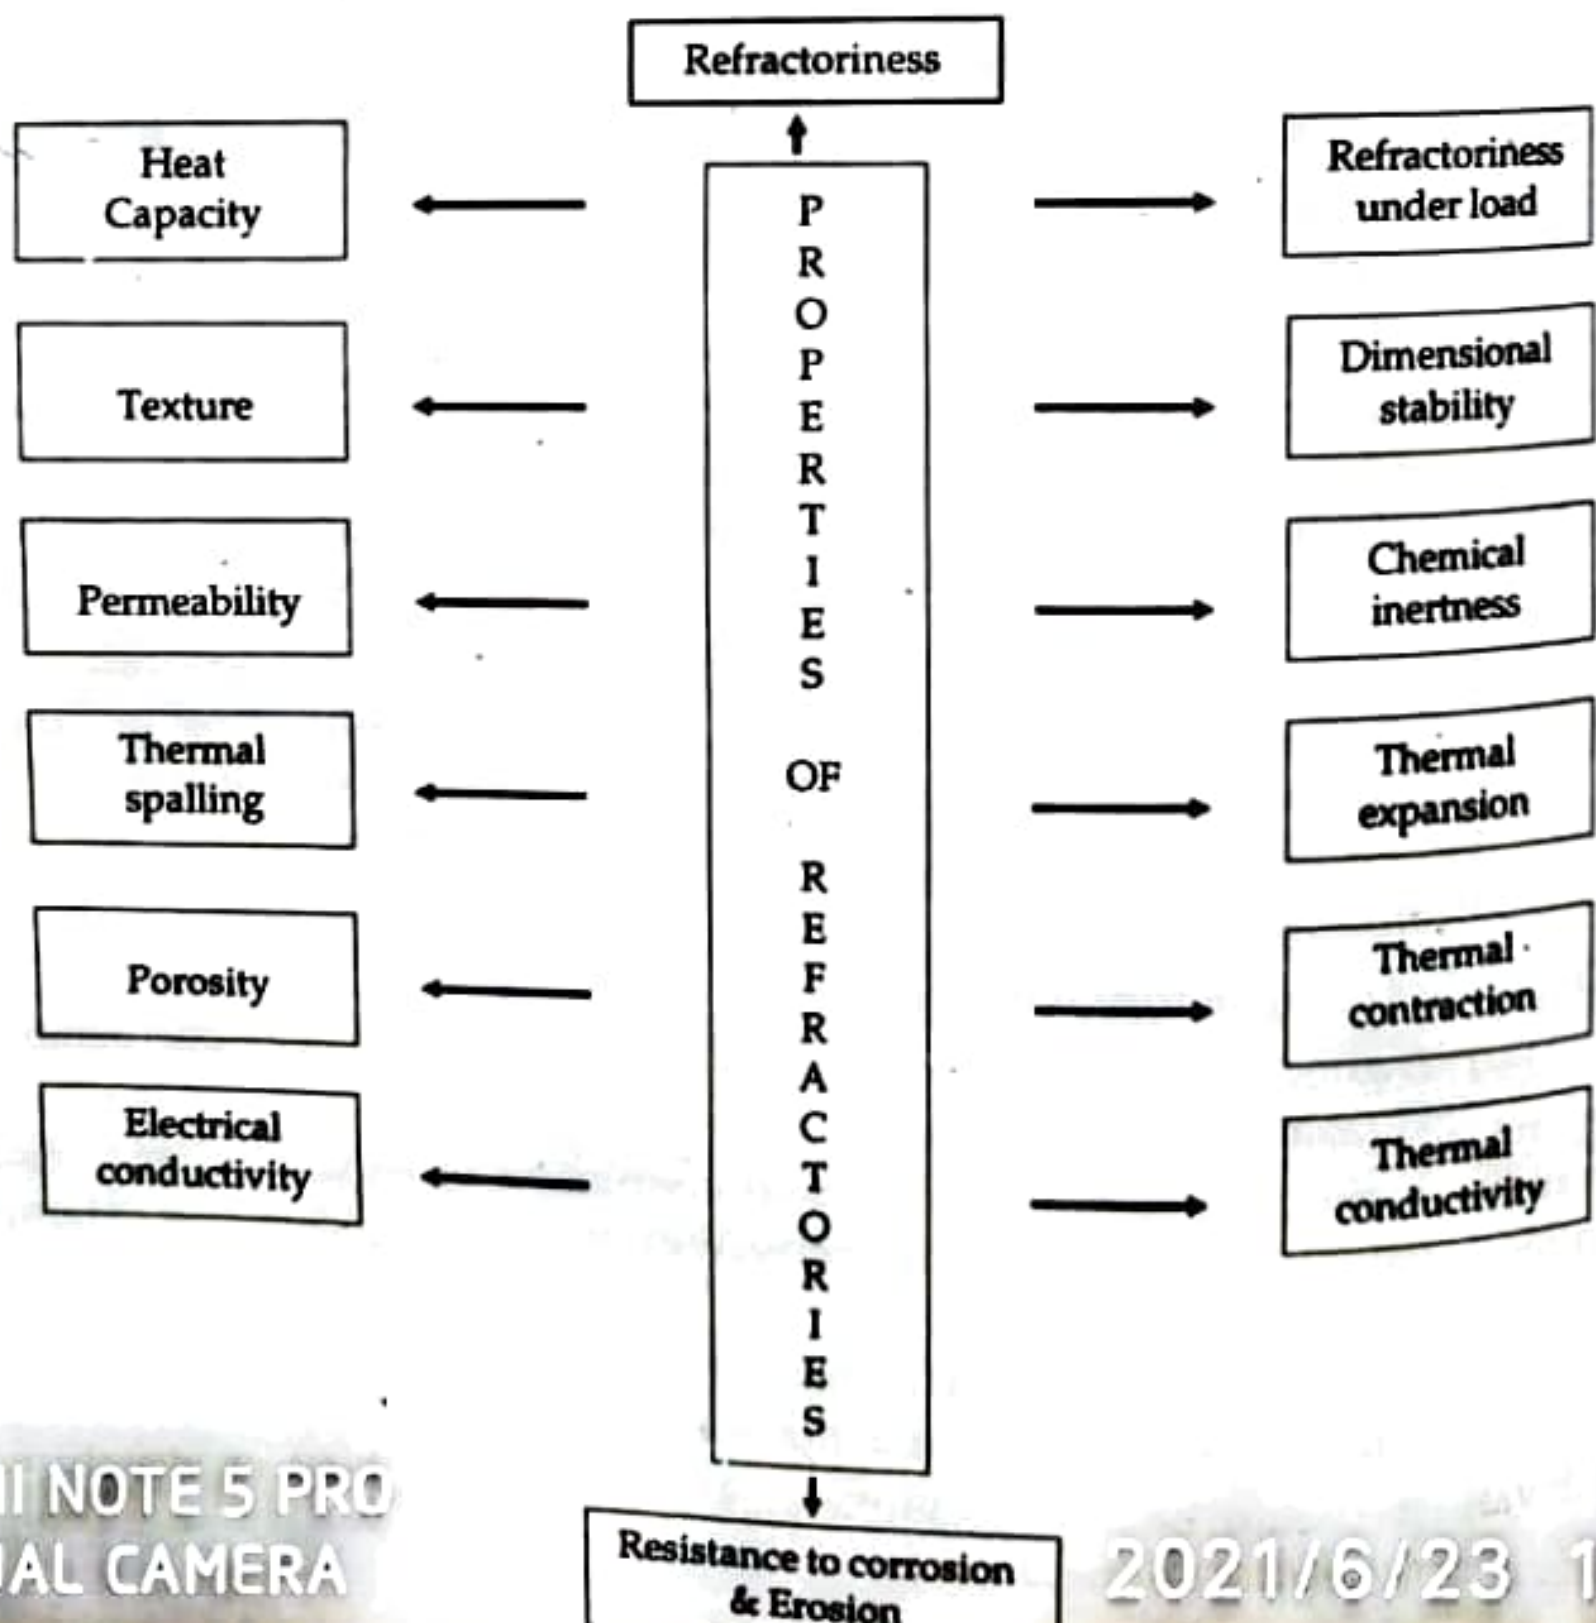 Refractoriness
Heat
Capacity
Texture
Permeability
Thermal
spalling
Porosity
Electrical
conductivity
P
R
O
P
E
R
T
I
E
S
OF
R
E
F
R
A
C
T
O
R
I
E
S
Refractoriness
under load
Dimensional
stability
Chemical
inertness
Thermal
expansion
Thermal
contraction
Thermal
conductivity
Resistance to corrosion
& Erosion
NOTE 5 PRO
CAMERA
2021/6/23